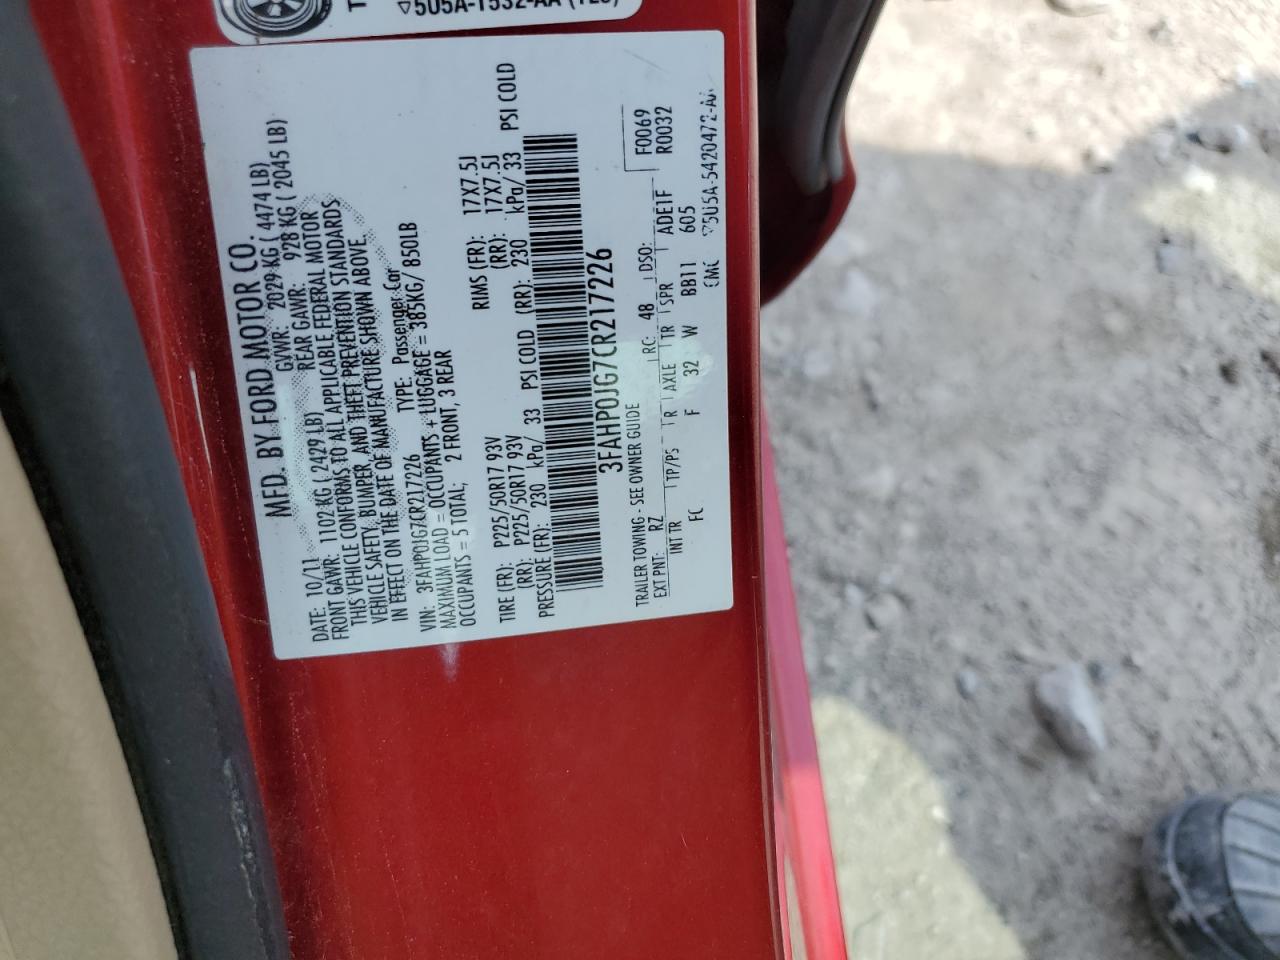 5U5A-1532-AA
MFD. BY FORD MOTOR CO.
DATE: 10/11 GVWR: 2029 KG ( 4474 LB)
FRONT GAWR: 1102 KG ( 2429 LB) REAR GAWR: 928 KG ( 2045 LB)
THIS VEHICLE CONFORMS TO ALL APPLICABLE FEDERAL MOTOR
VEHICLE SAFETY, BUMPER, AND THEFT PREVENTION STANDARDS
IN EFFECT ON THE DATE OF MANUFACTURE SHOWN ABOVE.
VIN: 3FAHP0JG7CR217226 TYPE: Passenger Car
MAXIMUM LOAD = OCCUPANTS + LUGGAGE = 385KG/ 850LB
OCCUPANTS = 5 TOTAL; 2 FRONT, 3 REAR
TIRE (FR): P225/50R17 93V RIMS (FR): 17X7.5J
(RR): P225/50R17 93V (RR): 17X7.5J
PRESSURE (FR): 230 kPa/ 33 PSI COLD (RR): 230 kPa/ 33 PSI COLD
3FAHP0JG7CR217226
F0069
R0032
TRAILER TOWING - SEE OWNER GUIDE
EXT PNT: RZ RC: 48 DSO: ADE1F
INT TR TP/PS R AXLE TR SPR 605
FC F 32 W BB11
5U5A-5420472-AA